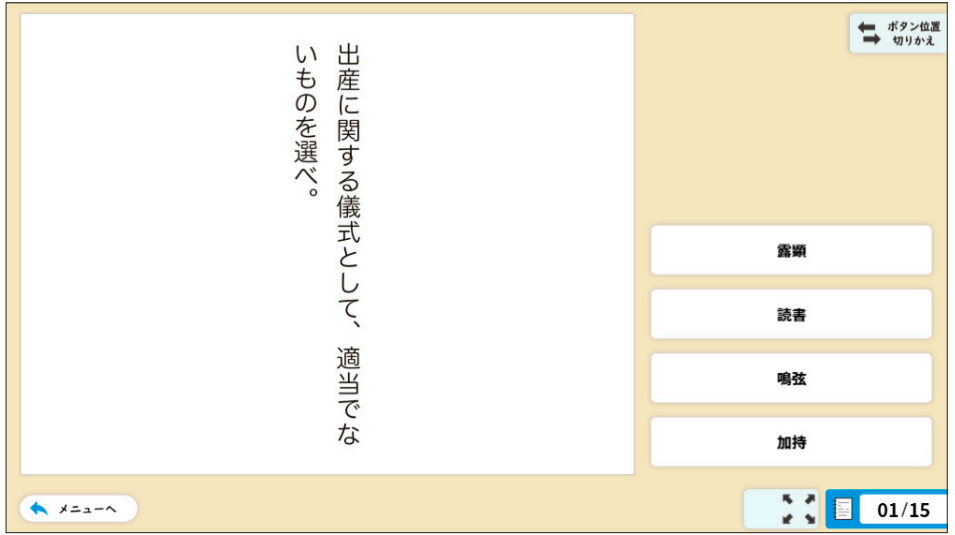 出産に関する儀式として、適当でな
いものを選べ。
ボタン位置
切りかえ
露顕
読書
鳴弦
加持
メニューへ
01/15